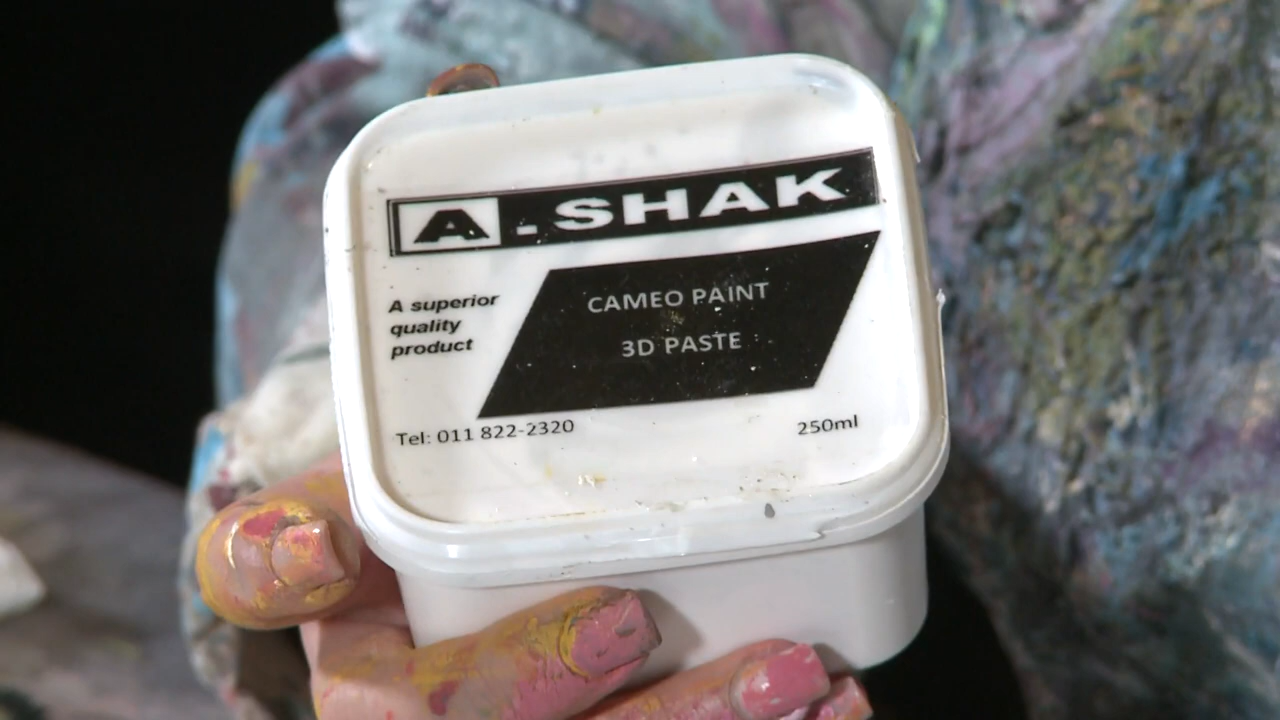 A.SHAK
CAMEO PAINT
3D PASTE
A superior
quality
product
Tel: 011 822-2320
250ml